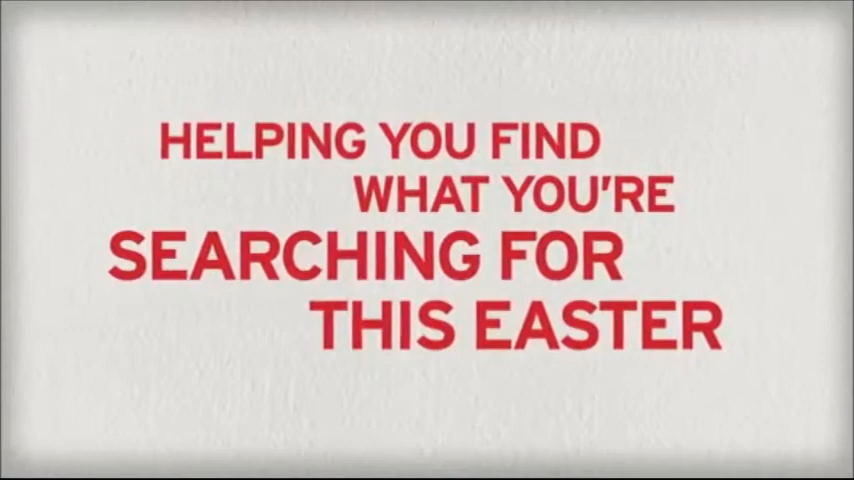 HELPING YOU FIND
WHAT YOU'RE
SEARCHING FOR
THIS EASTER